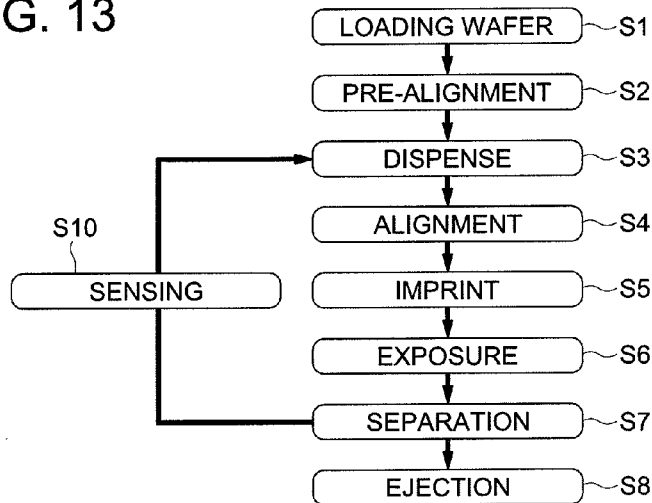 G. 13
LOADING WAFER S1
PRE-ALIGNMENT S2
DISPENSE S3
ALIGNMENT S4
S10
SENSING
IMPRINT S5
EXPOSURE S6
SEPARATION S7
EJECTION S8